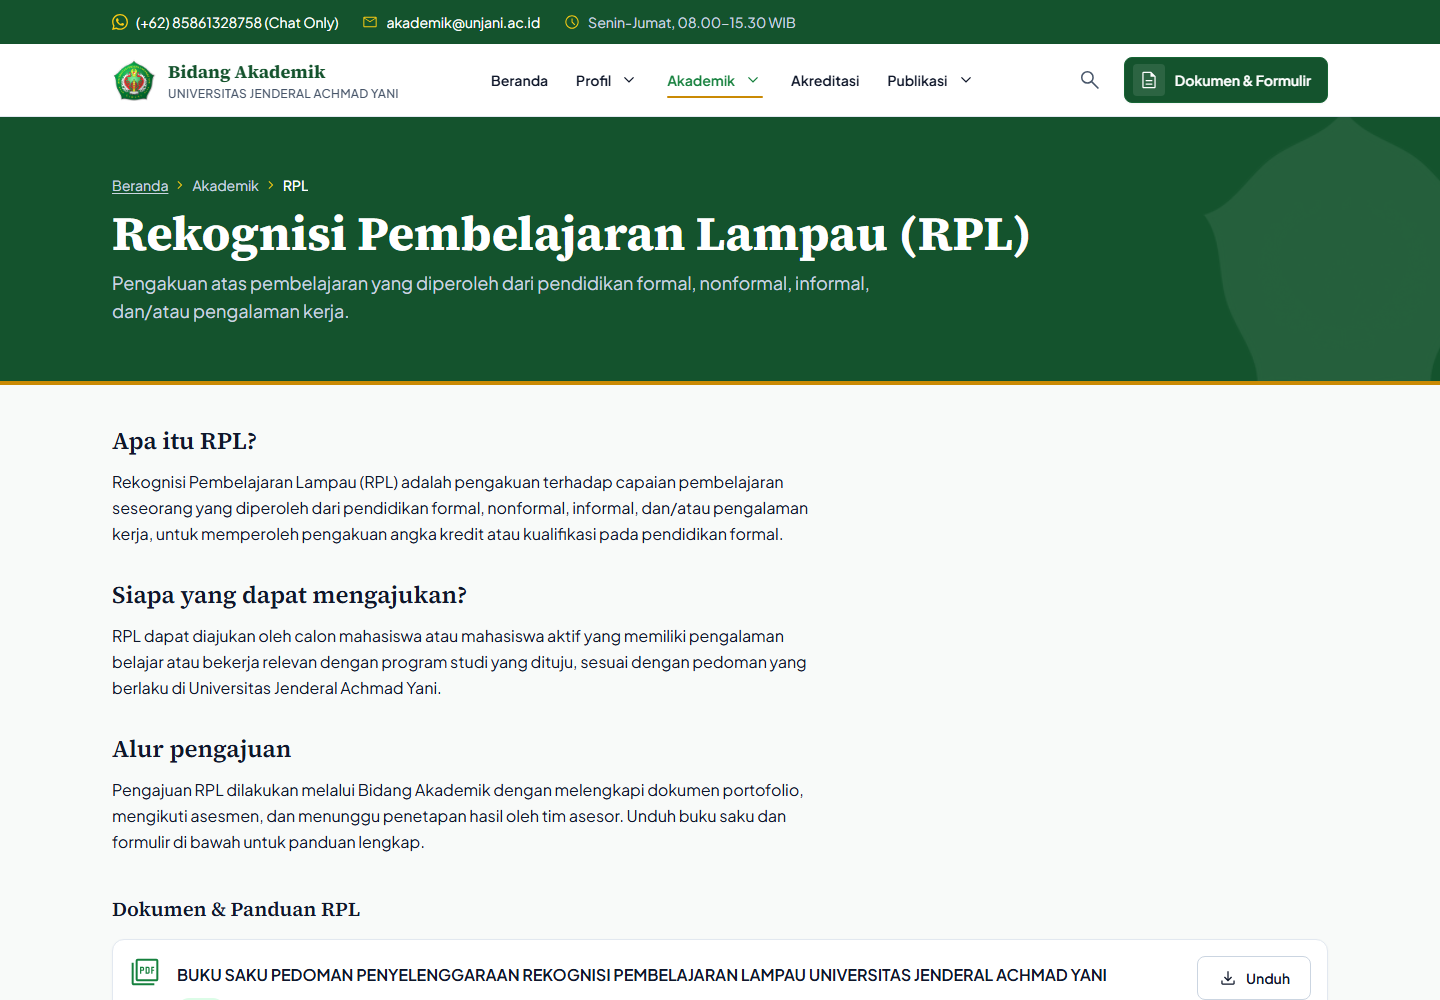 (+62) 85861328758 (Chat Only)
akademik@unjani.ac.id
Senin-Jumat, 08.00–15.30 WIB
Bidang Akademik
UNIVERSITAS JENDERAL ACHMAD YANI
Beranda
Profil
Akademik
Akreditasi
Publikasi
Dokumen & Formulir
Beranda > Akademik > RPL
Rekognisi Pembelajaran Lampau (RPL)
Pengakuan atas pembelajaran yang diperoleh dari pendidikan formal, nonformal, informal,
dan/atau pengalaman kerja.
Apa itu RPL?
Rekognisi Pembelajaran Lampau (RPL) adalah pengakuan terhadap capaian pembelajaran
seseorang yang diperoleh dari pendidikan formal, nonformal, informal, dan/atau pengalaman
kerja, untuk memperoleh pengakuan angka kredit atau kualifikasi pada pendidikan formal.
Siapa yang dapat mengajukan?
RPL dapat diajukan oleh calon mahasiswa atau mahasiswa aktif yang memiliki pengalaman
belajar atau bekerja relevan dengan program studi yang dituju, sesuai dengan pedoman yang
berlaku di Universitas Jenderal Achmad Yani.
Alur pengajuan
Pengajuan RPL dilakukan melalui Bidang Akademik dengan melengkapi dokumen portofolio,
mengikuti asesmen, dan menunggu penetapan hasil oleh tim asesor. Unduh buku saku dan
formulir di bawah untuk panduan lengkap.
Dokumen & Panduan RPL
PDF
BUKU SAKU PEDOMAN PENYELENGGARAAN REKOGNISI PEMBELAJARAN LAMPAU UNIVERSITAS JENDERAL ACHMAD YANI
Unduh